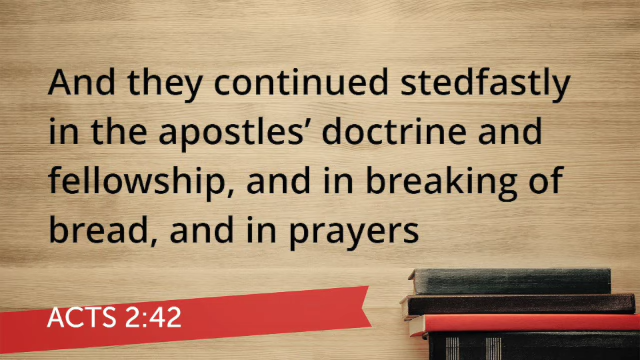 And they continued stedfastly
in the apostles’ doctrine and
fellowship, and in breaking of
bread, and in prayers
ACTS 2:42